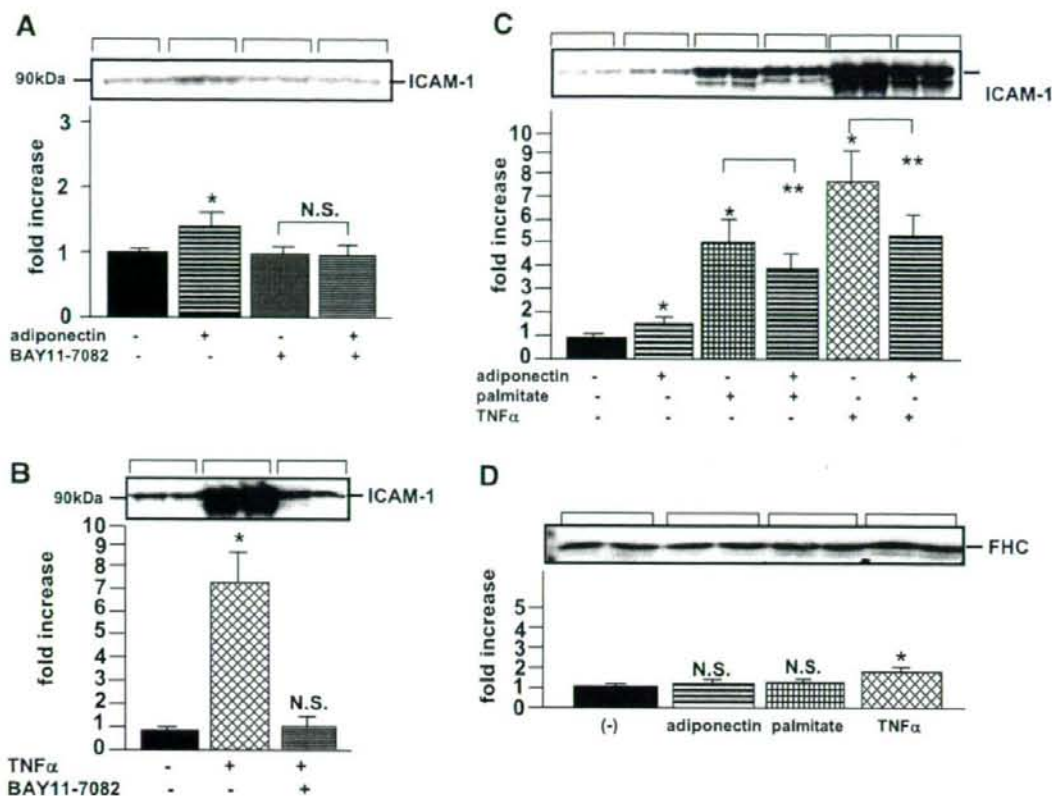 A
90kDa
ICAM-1
fold increase
3
2
1
0
*
N.S.
adiponectin - + - +
BAY11-7082 - - + +
B
90kDa
ICAM-1
fold increase
10
9
8
7
6
5
4
3
2
1
0
*
N.S.
TNFα - + +
BAY11-7082 - - +
C
ICAM-1
fold increase
10
9
8
7
6
5
4
3
2
1
0
*
*
**
*
**
adiponectin - + - + - +
palmitate - - + + - -
TNFα - - - - + +
D
FHC
fold increase
5
4
3
2
1
0
N.S.
N.S.
*
(-) adiponectin palmitate TNFα